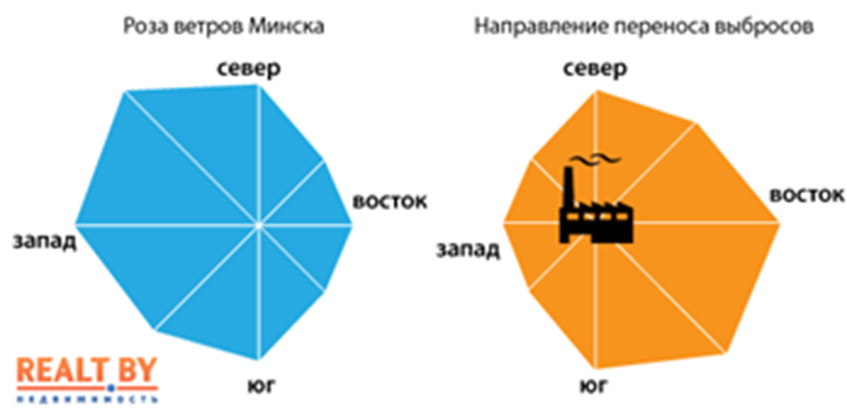 Роза ветров Минска
Направление переноса выбросов
север
север
восток
восток
запад
запад
REALT.BY
недвижимость
юг
юг